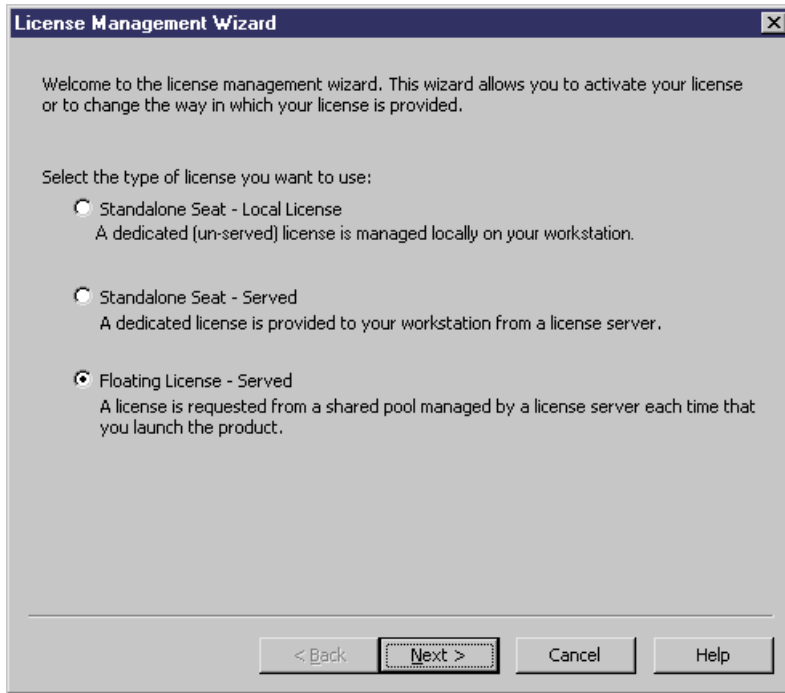 License Management Wizard
Welcome to the license management wizard. This wizard allows you to activate your license
or to change the way in which your license is provided.
Select the type of license you want to use:
Standalone Seat - Local License
A dedicated (un-served) license is managed locally on your workstation.
Standalone Seat - Served
A dedicated license is provided to your workstation from a license server.
Floating License - Served
A license is requested from a shared pool managed by a license server each time that
you launch the product.
< Back Next > Cancel Help